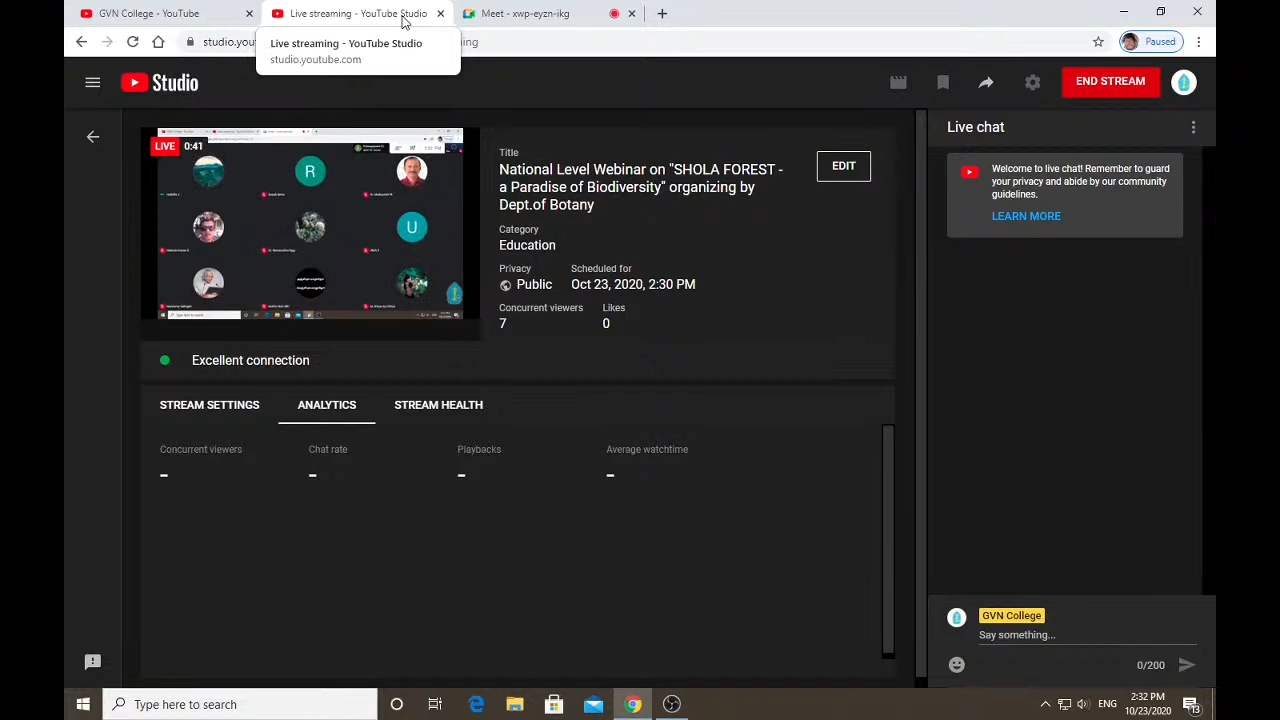 GVN College - YouTube
Live streaming - YouTube Studio
Meet - xwp-eyzn-ikg
Live streaming - YouTube Studio
studio.youtube.com
Paused
Studio
END STREAM
LIVE 0:41
R
U
Type here to search
Title
National Level Webinar on "SHOLA FOREST -
a Paradise of Biodiversity" organizing by
Dept.of Botany
EDIT
Category
Education
Privacy
Public
Scheduled for
Oct 23, 2020, 2:30 PM
Concurrent viewers
7
Likes
0
Excellent connection
STREAM SETTINGS
ANALYTICS
STREAM HEALTH
Concurrent viewers
–
Chat rate
–
Playbacks
–
Average watchtime
–
Live chat
Welcome to live chat! Remember to guard
your privacy and abide by our community
guidelines.
LEARN MORE
GVN College
Say something...
0/200
Type here to search
ENG
2:32 PM
10/23/2020